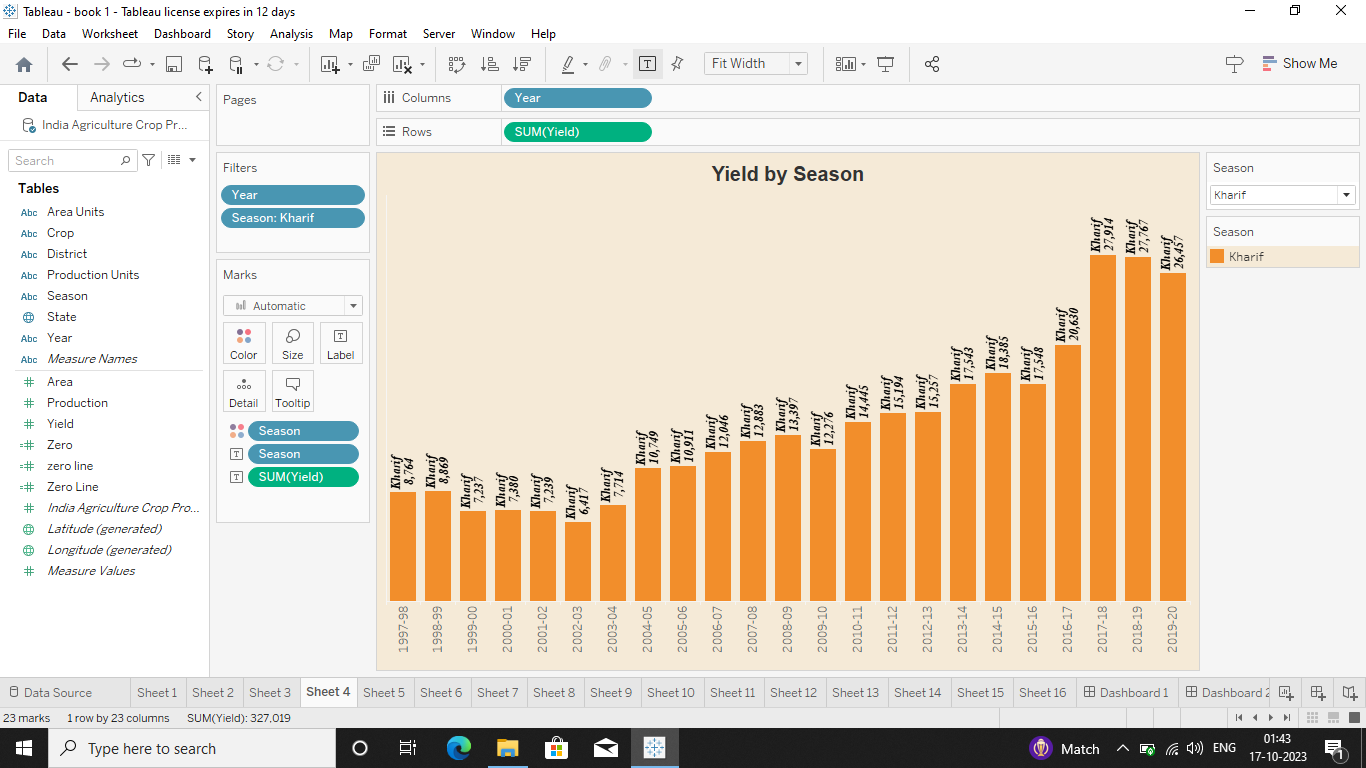 Tableau - book 1 - Tableau license expires in 12 days
File Data Worksheet Dashboard Story Analysis Map Format Server Window Help
Fit Width
Show Me
Data Analytics
India Agriculture Crop Pr...
Search
Tables
Abc Area Units
Abc Crop
Abc District
Abc Production Units
Abc Season
State
Abc Year
Abc Measure Names
Area
Production
Yield
Zero
zero line
Zero Line
India Agriculture Crop Pro...
Latitude (generated)
Longitude (generated)
Measure Values
Pages
Filters
Year
Season: Kharif
Marks
Automatic
Color Size Label
Detail Tooltip
Season
Season
SUM(Yield)
Columns Year
Rows SUM(Yield)
Yield by Season
Kharif
8,764
Kharif
8,869
Kharif
7,237
Kharif
7,380
Kharif
7,239
Kharif
6,417
Kharif
7,714
Kharif
10,749
Kharif
10,911
Kharif
12,046
Kharif
12,883
Kharif
13,397
Kharif
12,276
Kharif
14,445
Kharif
15,194
Kharif
15,257
Kharif
17,543
Kharif
18,385
Kharif
17,548
Kharif
20,630
Kharif
27,914
Kharif
27,767
Kharif
26,457
1997-98
1998-99
1999-00
2000-01
2001-02
2002-03
2003-04
2004-05
2005-06
2006-07
2007-08
2008-09
2009-10
2010-11
2011-12
2012-13
2013-14
2014-15
2015-16
2016-17
2017-18
2018-19
2019-20
Season
Kharif
Season
Kharif
Data Source Sheet 1 Sheet 2 Sheet 3 Sheet 4 Sheet 5 Sheet 6 Sheet 7 Sheet 8 Sheet 9 Sheet 10 Sheet 11 Sheet 12 Sheet 13 Sheet 14 Sheet 15 Sheet 16 Dashboard 1 Dashboard 2
23 marks 1 row by 23 columns SUM(Yield): 327,019
Type here to search
Match
ENG
01:43
17-10-2023
1